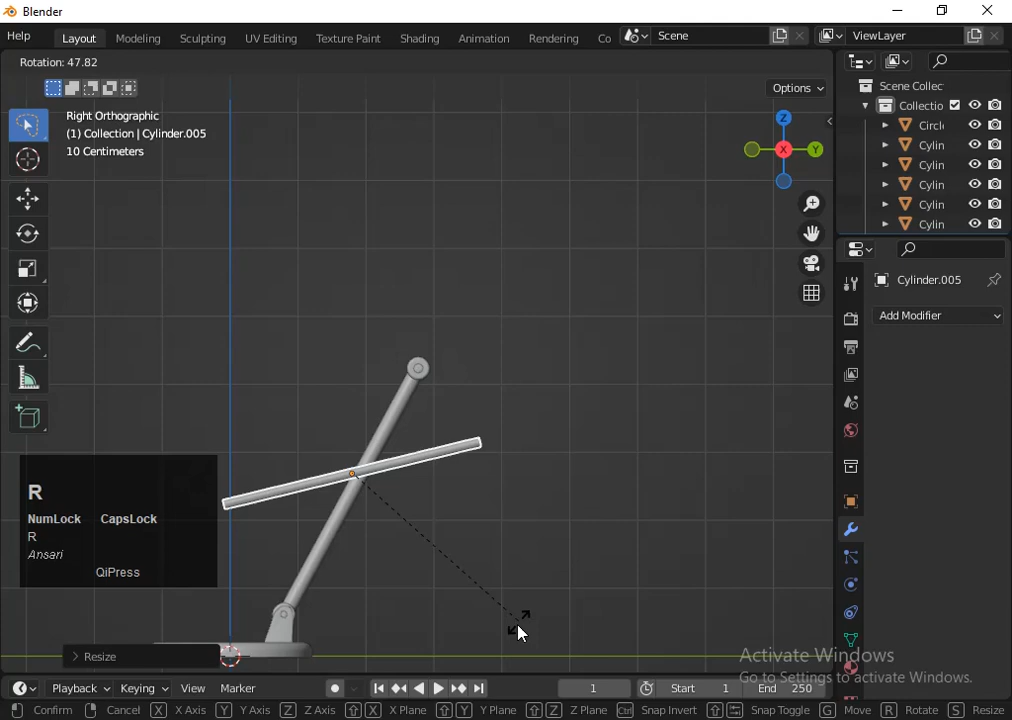 Blender
Help Layout Modeling Sculpting UV Editing Texture Paint Shading Animation Rendering Co Scene ViewLayer
Rotation: 47.82
Options
Right Orthographic
(1) Collection | Cylinder.005
10 Centimeters
Scene Collec
Collectio
Circl
Cylin
Cylin
Cylin
Cylin
Cylin
Z
X
Y
Cylinder.005
Add Modifier
R
NumLock CapsLock
R
Ansari
QiPress
> Resize
Activate Windows
Go to Settings to activate Windows.
Playback Keying View Marker 1 Start 1 End 250
Confirm Cancel X X Axis Y Y Axis Z Z Axis X X Plane Y Y Plane Z Z Plane Ctrl Snap Invert Snap Toggle G Move R Rotate S Resize